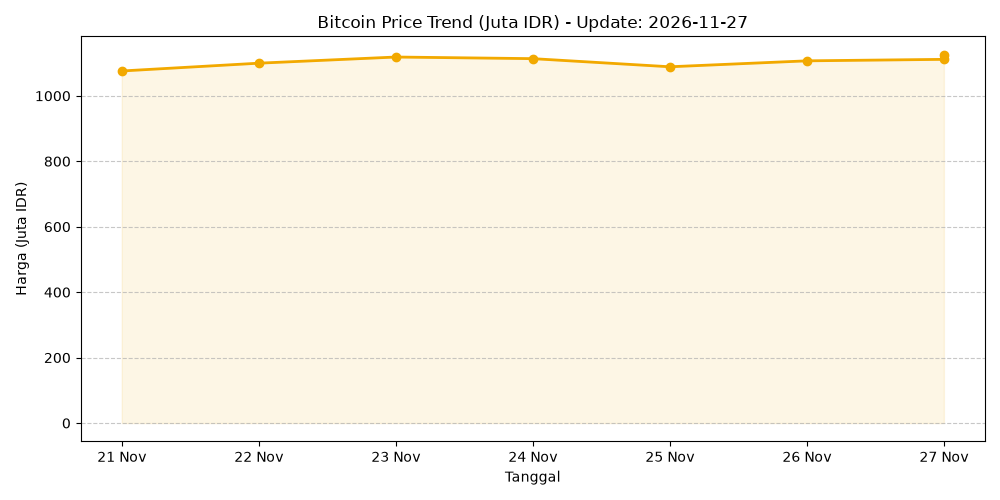 Bitcoin Price Trend (Juta IDR) - Update: 2026-11-27
Harga (Juta IDR)
1000
800
600
400
200
0
21 Nov
22 Nov
23 Nov
24 Nov
25 Nov
26 Nov
27 Nov
Tanggal